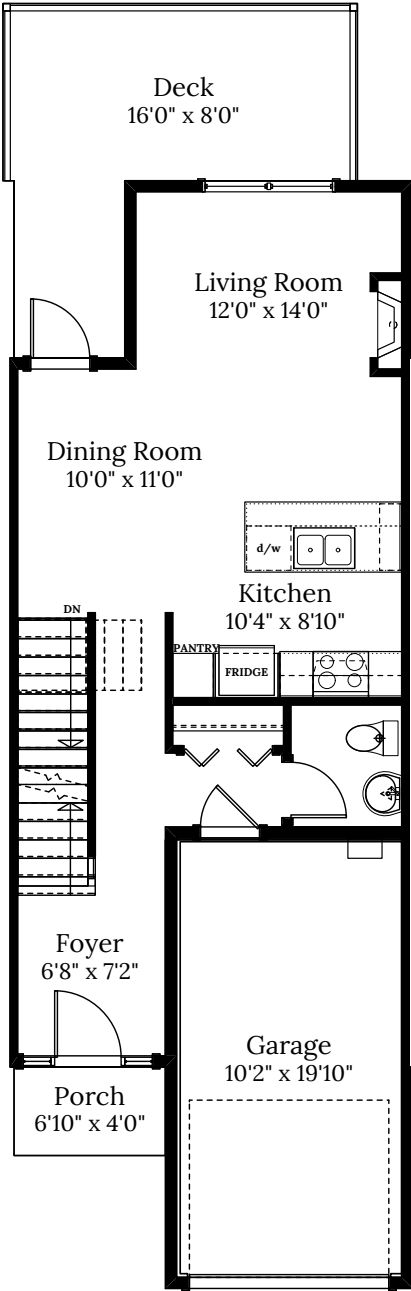 Deck
16'0" x 8'0"
Living Room
12'0" x 14'0"
Dining Room
10'0" x 11'0"
d/w
Kitchen
10'4" x 8'10"
DN
PANTRY
FRIDGE
Foyer
6'8" x 7'2"
Garage
10'2" x 19'10"
Porch
6'10" x 4'0"